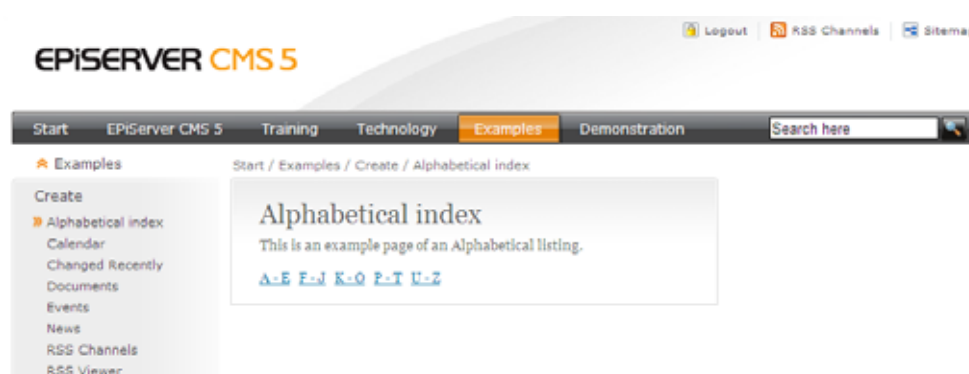 Logout RSS Channels Sitema
EPiSERVER CMS 5
Start EPiServer CMS 5 Training Technology Examples Demonstration Search here
Examples
Start / Examples / Create / Alphabetical index
Create
Alphabetical index
Calendar
Changed Recently
Documents
Events
News
RSS Channels
RSS Viewer
Alphabetical index
This is an example page of an Alphabetical listing.
A - E F - J K - O P - T U - Z